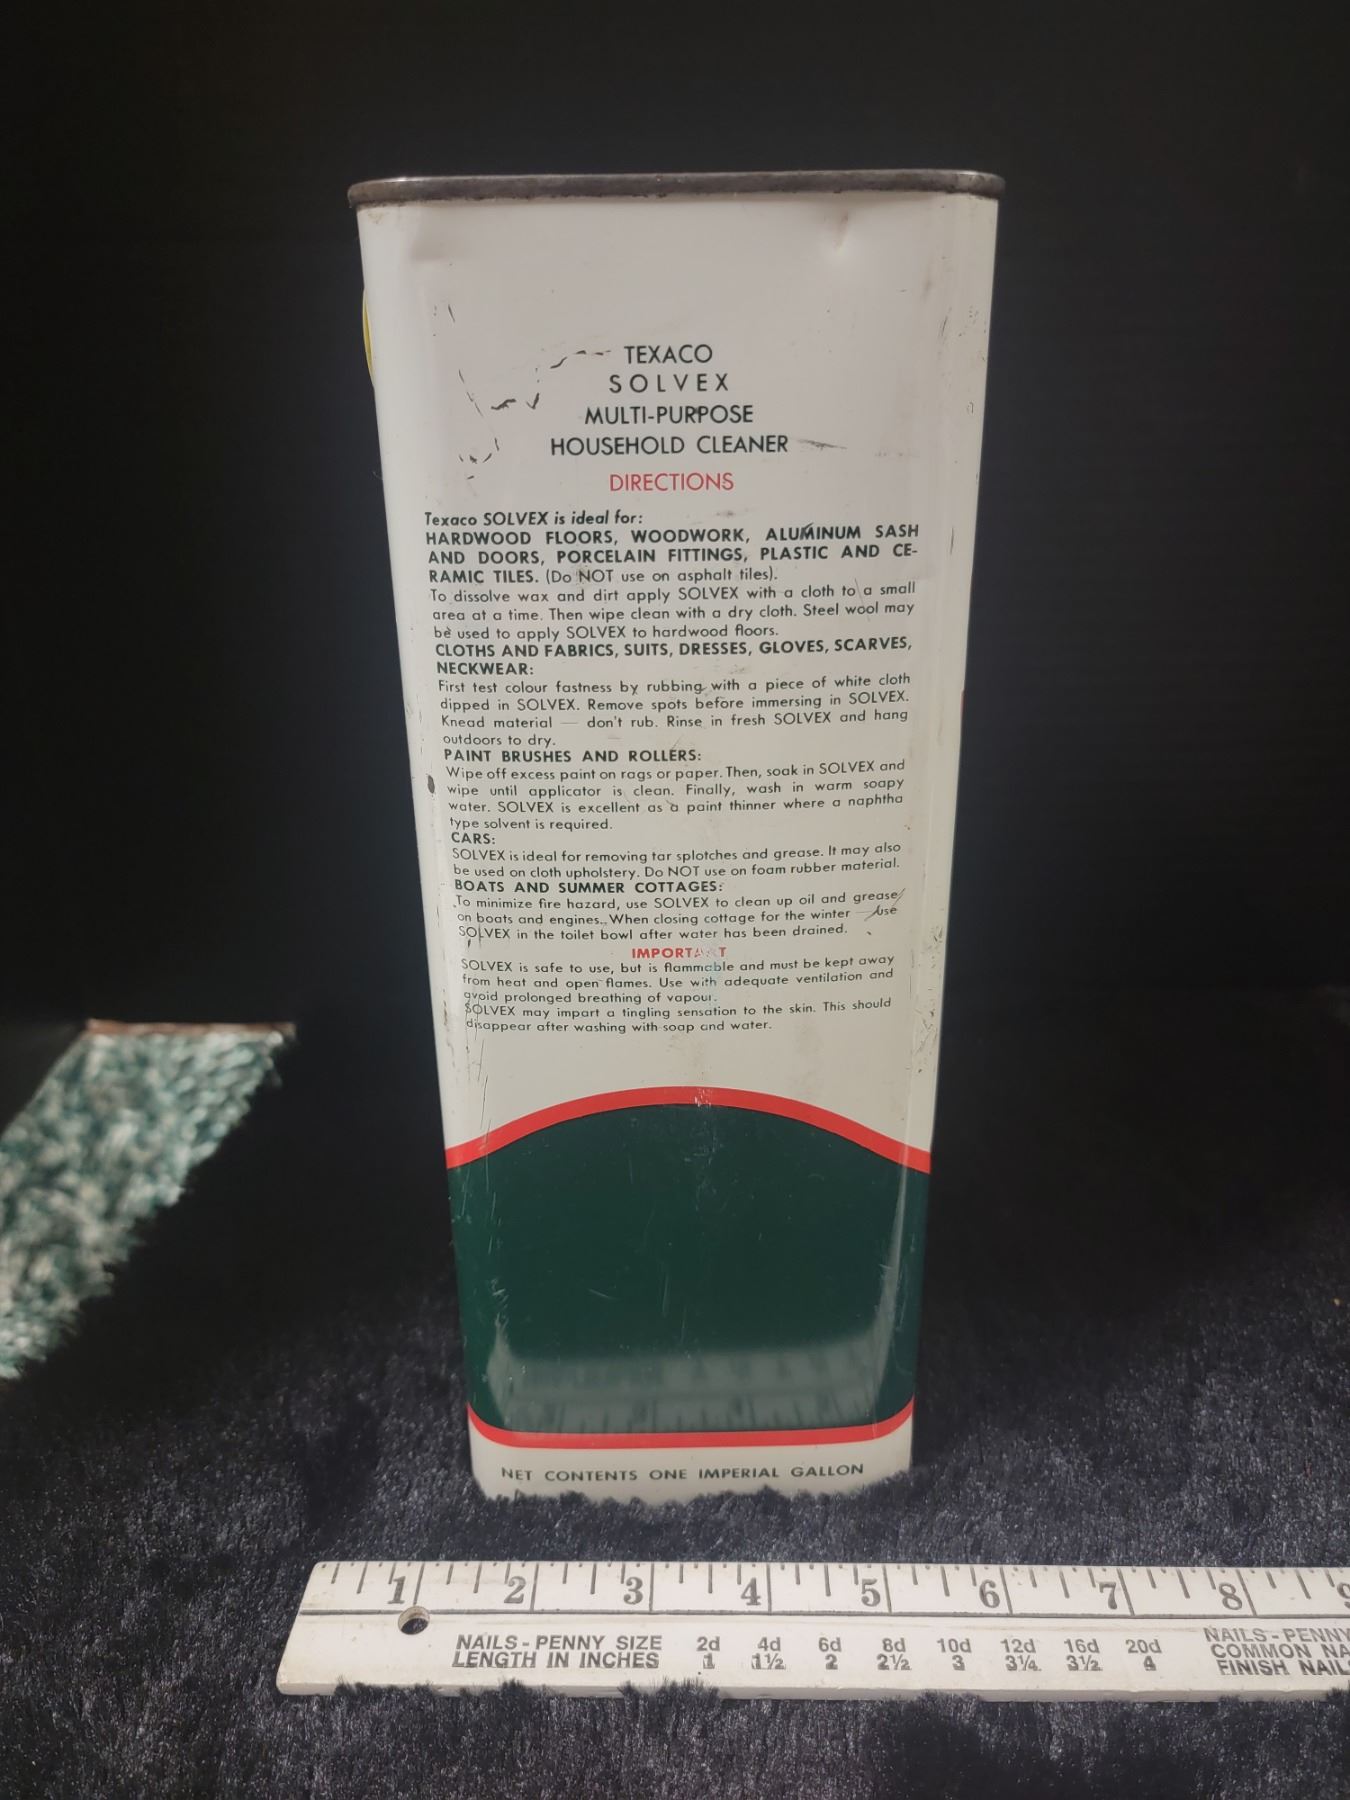 TEXACO
SOLVEX
MULTI-PURPOSE
HOUSEHOLD CLEANER
DIRECTIONS
Texaco SOLVEX is ideal for:
HARDWOOD FLOORS, WOODWORK, ALUMINUM SASH
AND DOORS, PORCELAIN FITTINGS, PLASTIC AND CE-
RAMIC TILES. (Do NOT use on asphalt tiles).
To dissolve wax and dirt apply SOLVEX with a cloth to a small
area at a time. Then wipe clean with a dry cloth. Steel wool may
be used to apply SOLVEX to hardwood floors.
CLOTHS AND FABRICS, SUITS, DRESSES, GLOVES, SCARVES,
NECKWEAR:
First test colour fastness by rubbing with a piece of white cloth
dipped in SOLVEX. Remove spots before immersing in SOLVEX.
Knead material — don't rub. Rinse in fresh SOLVEX and hang
outdoors to dry.
PAINT BRUSHES AND ROLLERS:
Wipe off excess paint on rags or paper. Then, soak in SOLVEX and
wipe until applicator is clean. Finally, wash in warm soapy
water. SOLVEX is excellent as a paint thinner where a naphtha
type solvent is required.
CARS:
SOLVEX is ideal for removing tar splotches and grease. It may also
be used on cloth upholstery. Do NOT use on foam rubber material.
BOATS AND SUMMER COTTAGES:
To minimize fire hazard, use SOLVEX to clean up oil and grease
on boats and engines. When closing cottage for the winter — use
SOLVEX in the toilet bowl after water has been drained.
IMPORTANT
SOLVEX is safe to use, but is flammable and must be kept away
from heat and open flames. Use with adequate ventilation and
avoid prolonged breathing of vapour.
SOLVEX may impart a tingling sensation to the skin. This should
disappear after washing with soap and water.
NET CONTENTS ONE IMPERIAL GALLON
1 2 3 4 5 6 7 8 9
NAILS - PENNY SIZE 2d 4d 6d 8d 10d 12d 16d 20d
LENGTH IN INCHES 1 1½ 2 2½ 3 3¼ 3½ 4
NAILS - PENNY
COMMON NA
FINISH NAIL